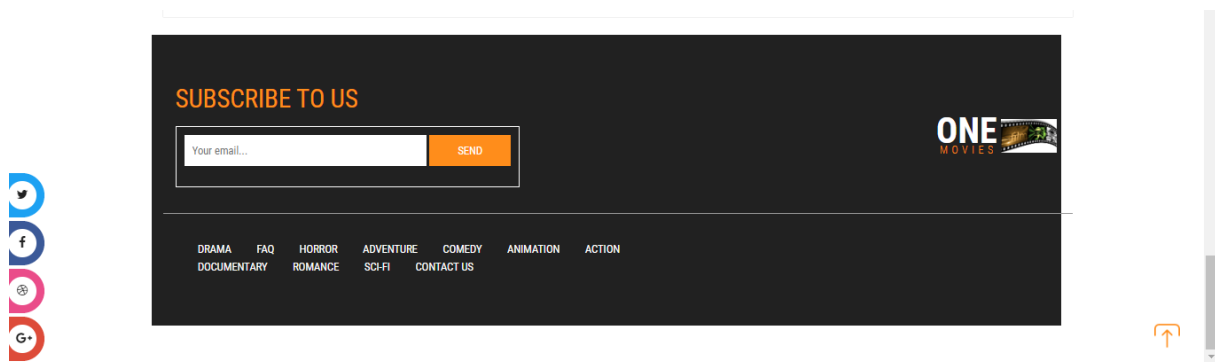 SUBSCRIBE TO US
Your email...
SEND
ONE
MOVIES
DRAMA FAQ HORROR ADVENTURE COMEDY ANIMATION ACTION
DOCUMENTARY ROMANCE SCI-FI CONTACT US
f
G+